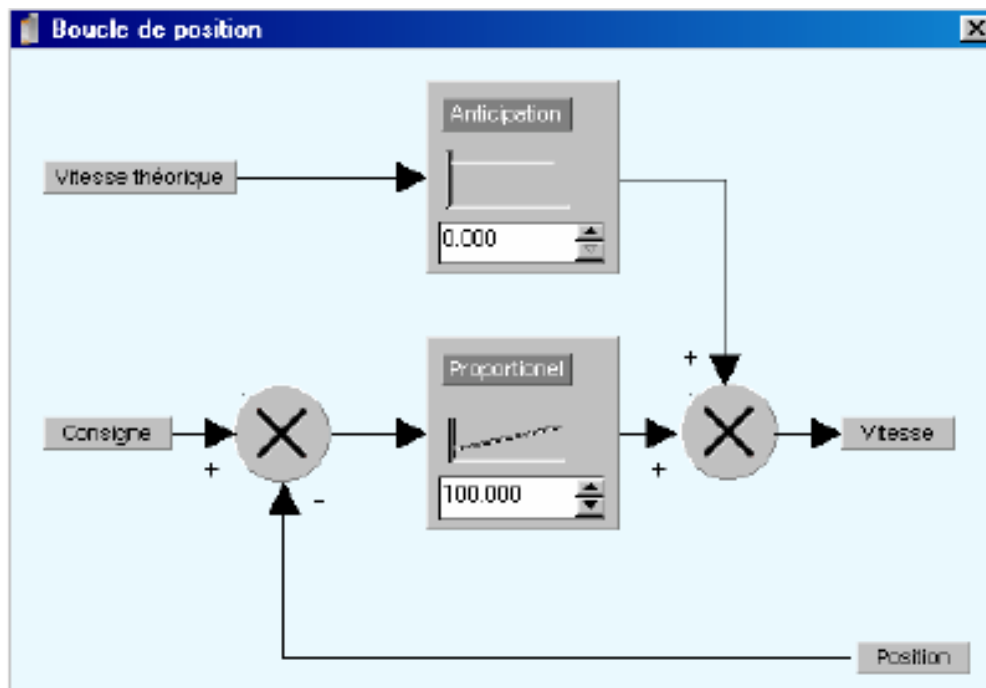 Boucle de position
Anticipation
Vitesse théorique
0.000
+
Proportionel
Consigne
Vitesse
+
+
-
100.000
Position